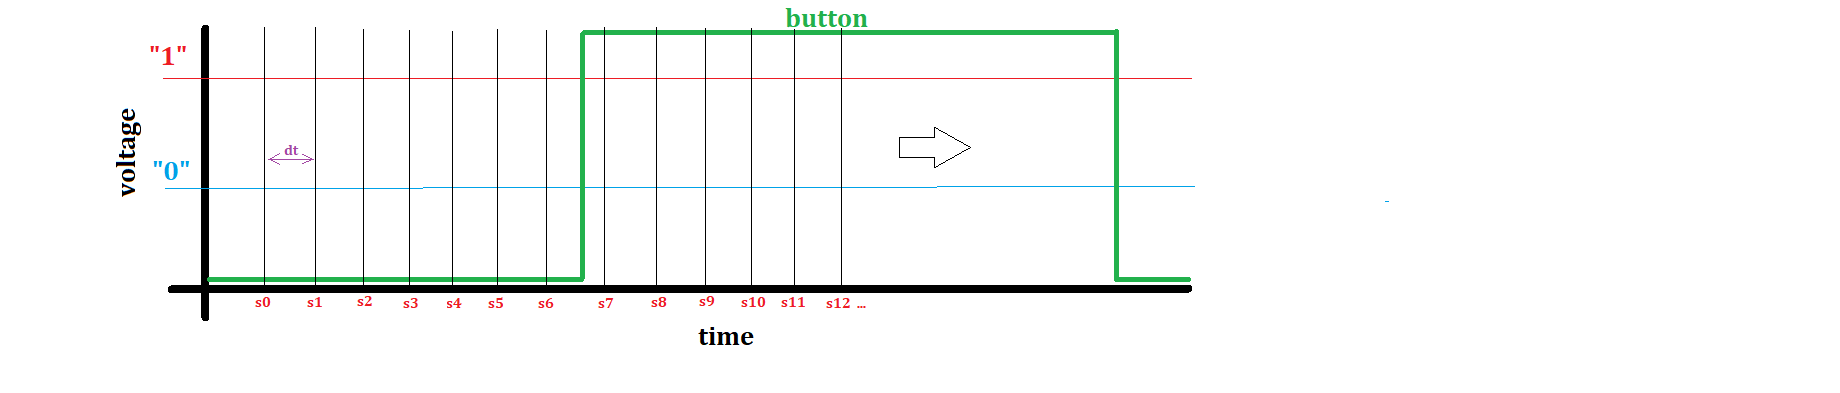 button
"1"
voltage
dt
"0"
s0 s1 s2 s3 s4 s5 s6 s7 s8 s9 s10 s11 s12 ...
time